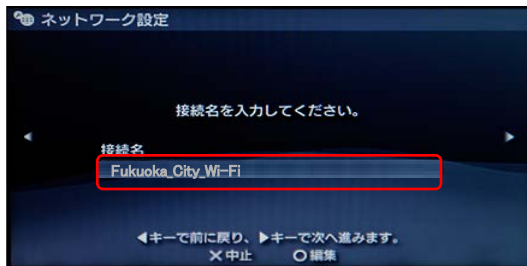 ネットワーク設定
接続名を入力してください。
接続名
Fukuoka_City_Wi-Fi
◀キーで前に戻り、▶キーで次へ進みます。
✕中止 ○編集